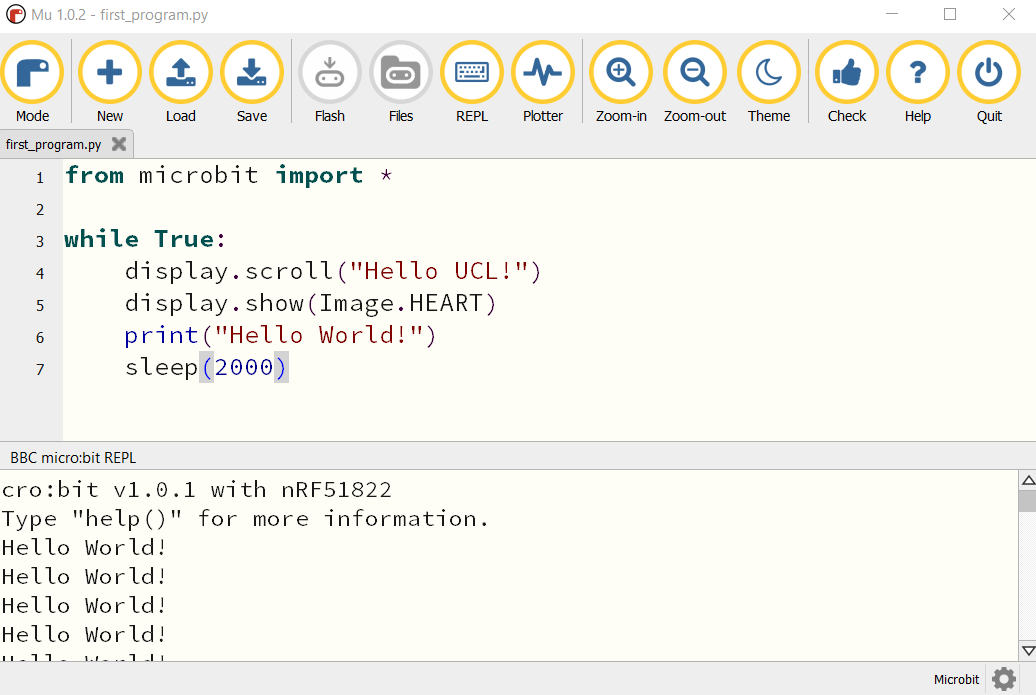 Mu 1.0.2 - first_program.py
Mode New Load Save Flash Files REPL Plotter Zoom-in Zoom-out Theme Check Help Quit
first_program.py
1 from microbit import *
2
3 while True:
4 display.scroll("Hello UCL!")
5 display.show(Image.HEART)
6 print("Hello World!")
7 sleep(2000)
BBC micro:bit REPL
cro:bit v1.0.1 with nRF51822
Type "help()" for more information.
Hello World!
Hello World!
Hello World!
Hello World!
Hello World!
Microbit